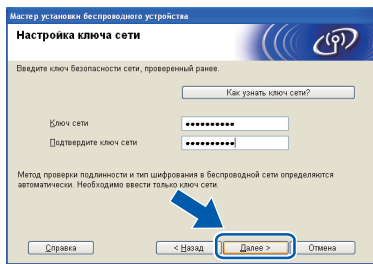 Мастер установки беспроводного устройства
Настройка ключа сети
Введите ключ безопасности сети, проверенный ранее.
Как узнать ключ сети?
Ключ сети ●●●●●●●●●●
Подтвердите ключ сети ●●●●●●●●●●
Метод проверки подлинности и тип шифрования в беспроводной сети определяются
автоматически. Необходимо ввести только ключ сети.
Справка < Назад Далее > Отмена